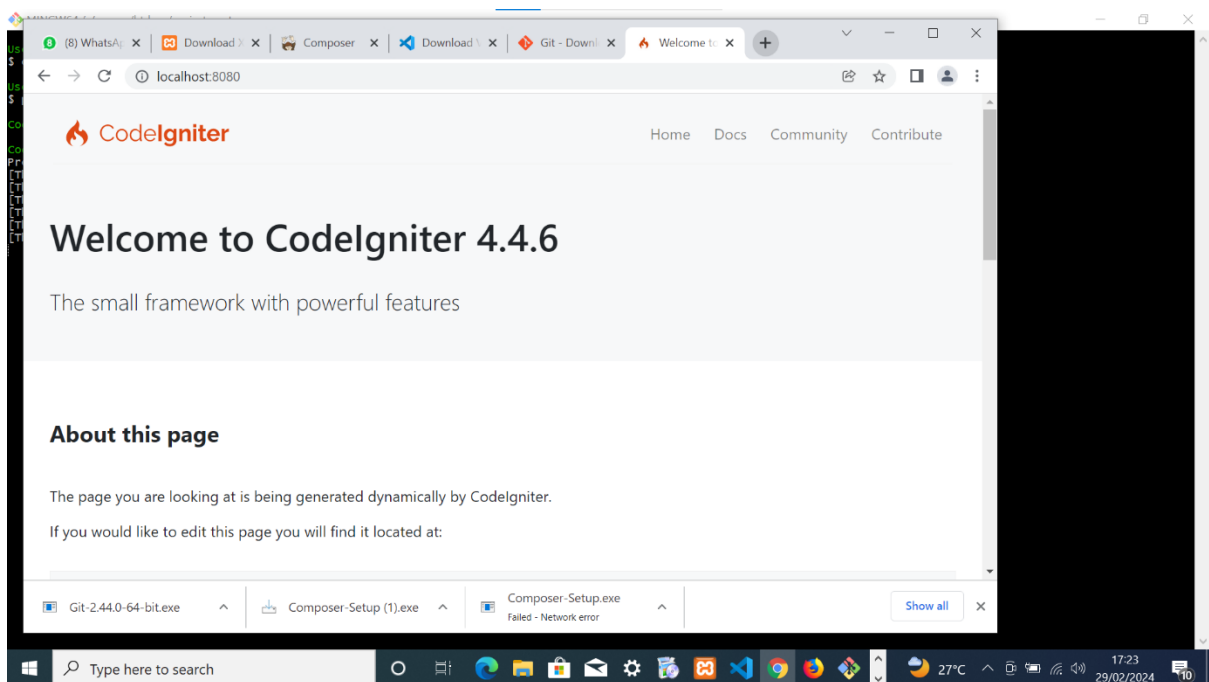 (8) WhatsAp
Download X
Composer
Download V
Git - Downl
Welcome to
localhost:8080
CodeIgniter
Home Docs Community Contribute
Welcome to CodeIgniter 4.4.6
The small framework with powerful features
About this page
The page you are looking at is being generated dynamically by CodeIgniter.
If you would like to edit this page you will find it located at:
Git-2.44.0-64-bit.exe
Composer-Setup (1).exe
Composer-Setup.exe
Failed - Network error
Show all
Type here to search
27°C
17:23
29/02/2024
10